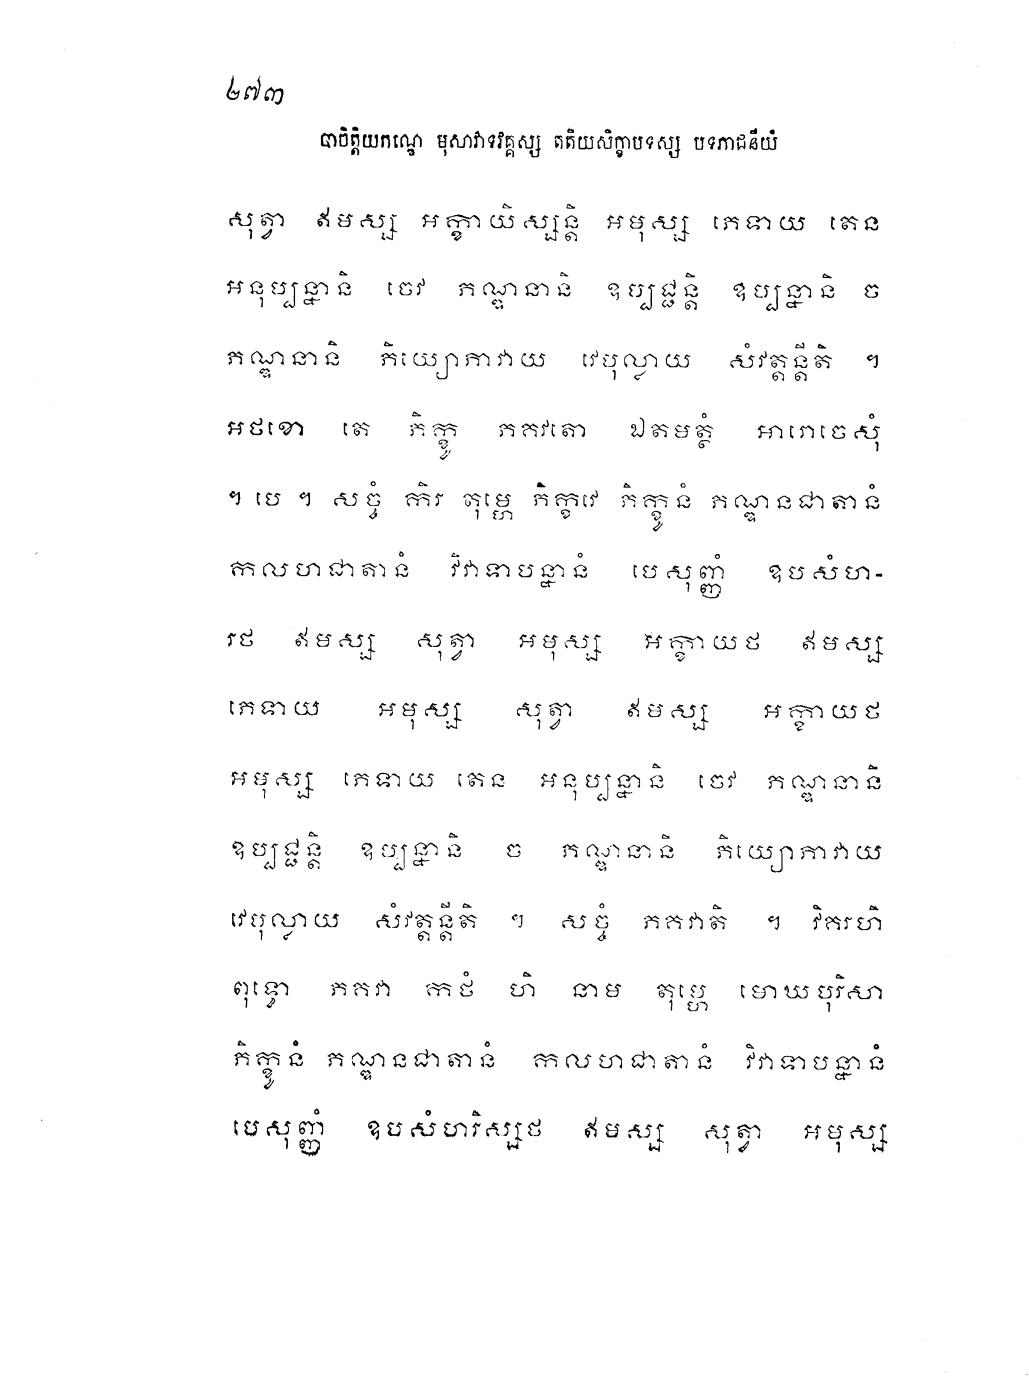 ២៧៣
បាចិត្តិយកណ្ឌេ មុសាវាទវគ្គស្ស តតិយសិក្ខាបទស្ស បទភាជនីយំ
សុត្វា ឥមស្ស អក្ខាយិស្សន្តិ អមុស្ស ភេទាយ តេន
អនុប្បន្នានិ ចេវ ភណ្ឌនានិ ឧប្បជ្ជន្តិ ឧប្បន្នានិ ច
ភណ្ឌនានិ ភិយ្យោភាវាយ វេបុល្លាយ សំវត្តន្តីតិ ។
អថខោ តេ ភិក្ខូ ភគវតោ ឯតមត្ថំ អារោចេសុំ
។ បេ ។ សច្ចំ កិរ តុម្ហេ ភិក្ខវេ ភិក្ខូនំ ភណ្ឌនជាតានំ
កលហជាតានំ វិវាទាបន្នានំ បេសុញ្ញំ ឧបសំហ-
រថ ឥមស្ស សុត្វា អមុស្ស អក្ខាយថ ឥមស្ស
ភេទាយ អមុស្ស សុត្វា ឥមស្ស អក្ខាយថ
អមុស្ស ភេទាយ តេន អនុប្បន្នានិ ចេវ ភណ្ឌនានិ
ឧប្បជ្ជន្តិ ឧប្បន្នានិ ច ភណ្ឌនានិ ភិយ្យោភាវាយ
វេបុល្លាយ សំវត្តន្តីតិ ។ សច្ចំ ភគវាតិ ។ វិគរហិ
ពុទ្ធោ ភគវា កថំ ហិ នាម តុម្ហេ មោឃបុរិសា
ភិក្ខូនំ ភណ្ឌនជាតានំ កលហជាតានំ វិវាទាបន្នានំ
បេសុញ្ញំ ឧបសំហរិស្សថ ឥមស្ស សុត្វា អមុស្ស